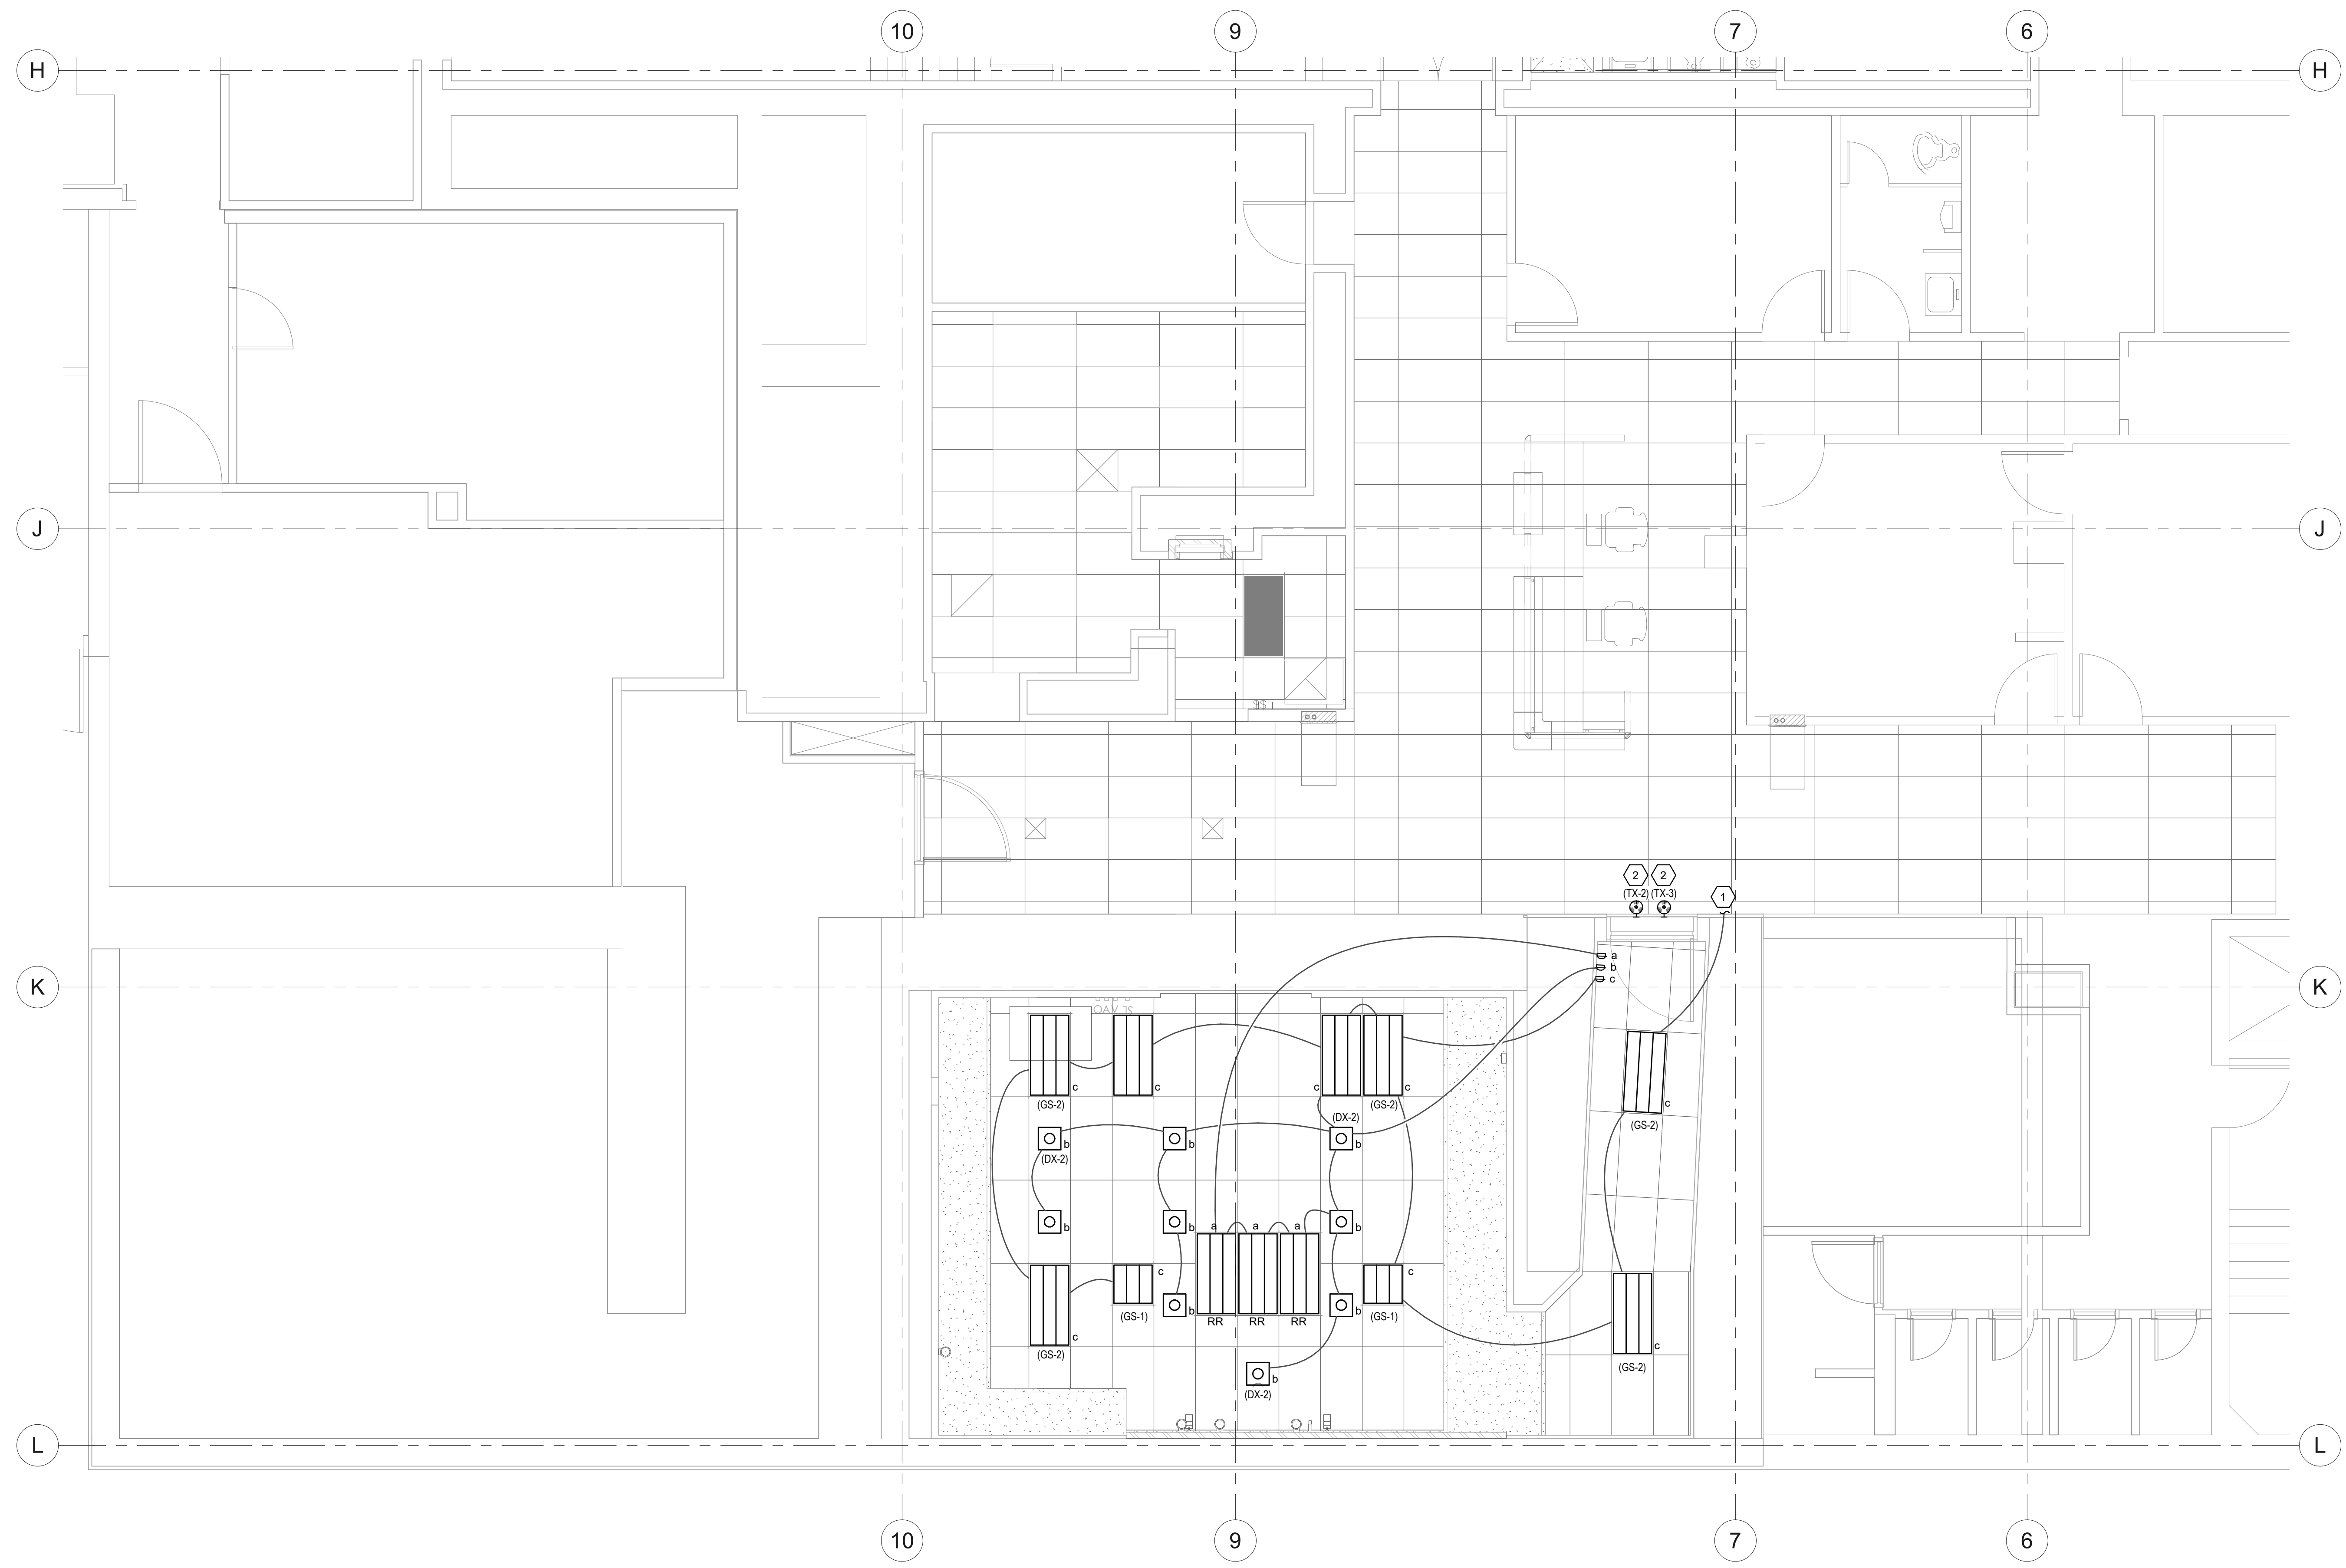 10 9 7 6
H H
J J
$$
2 2
(TX-2) (TX-3) 1
a
b
K K
c
c c c c c
(GS-2) (DX-2) (GS-2) (GS-2)
b b b
(DX-2)
b b a a a b
c c
(GS-1) b RR RR RR b (GS-1)
c c
(GS-2) (GS-2)
b
(DX-2)
L L
10 9 7 6